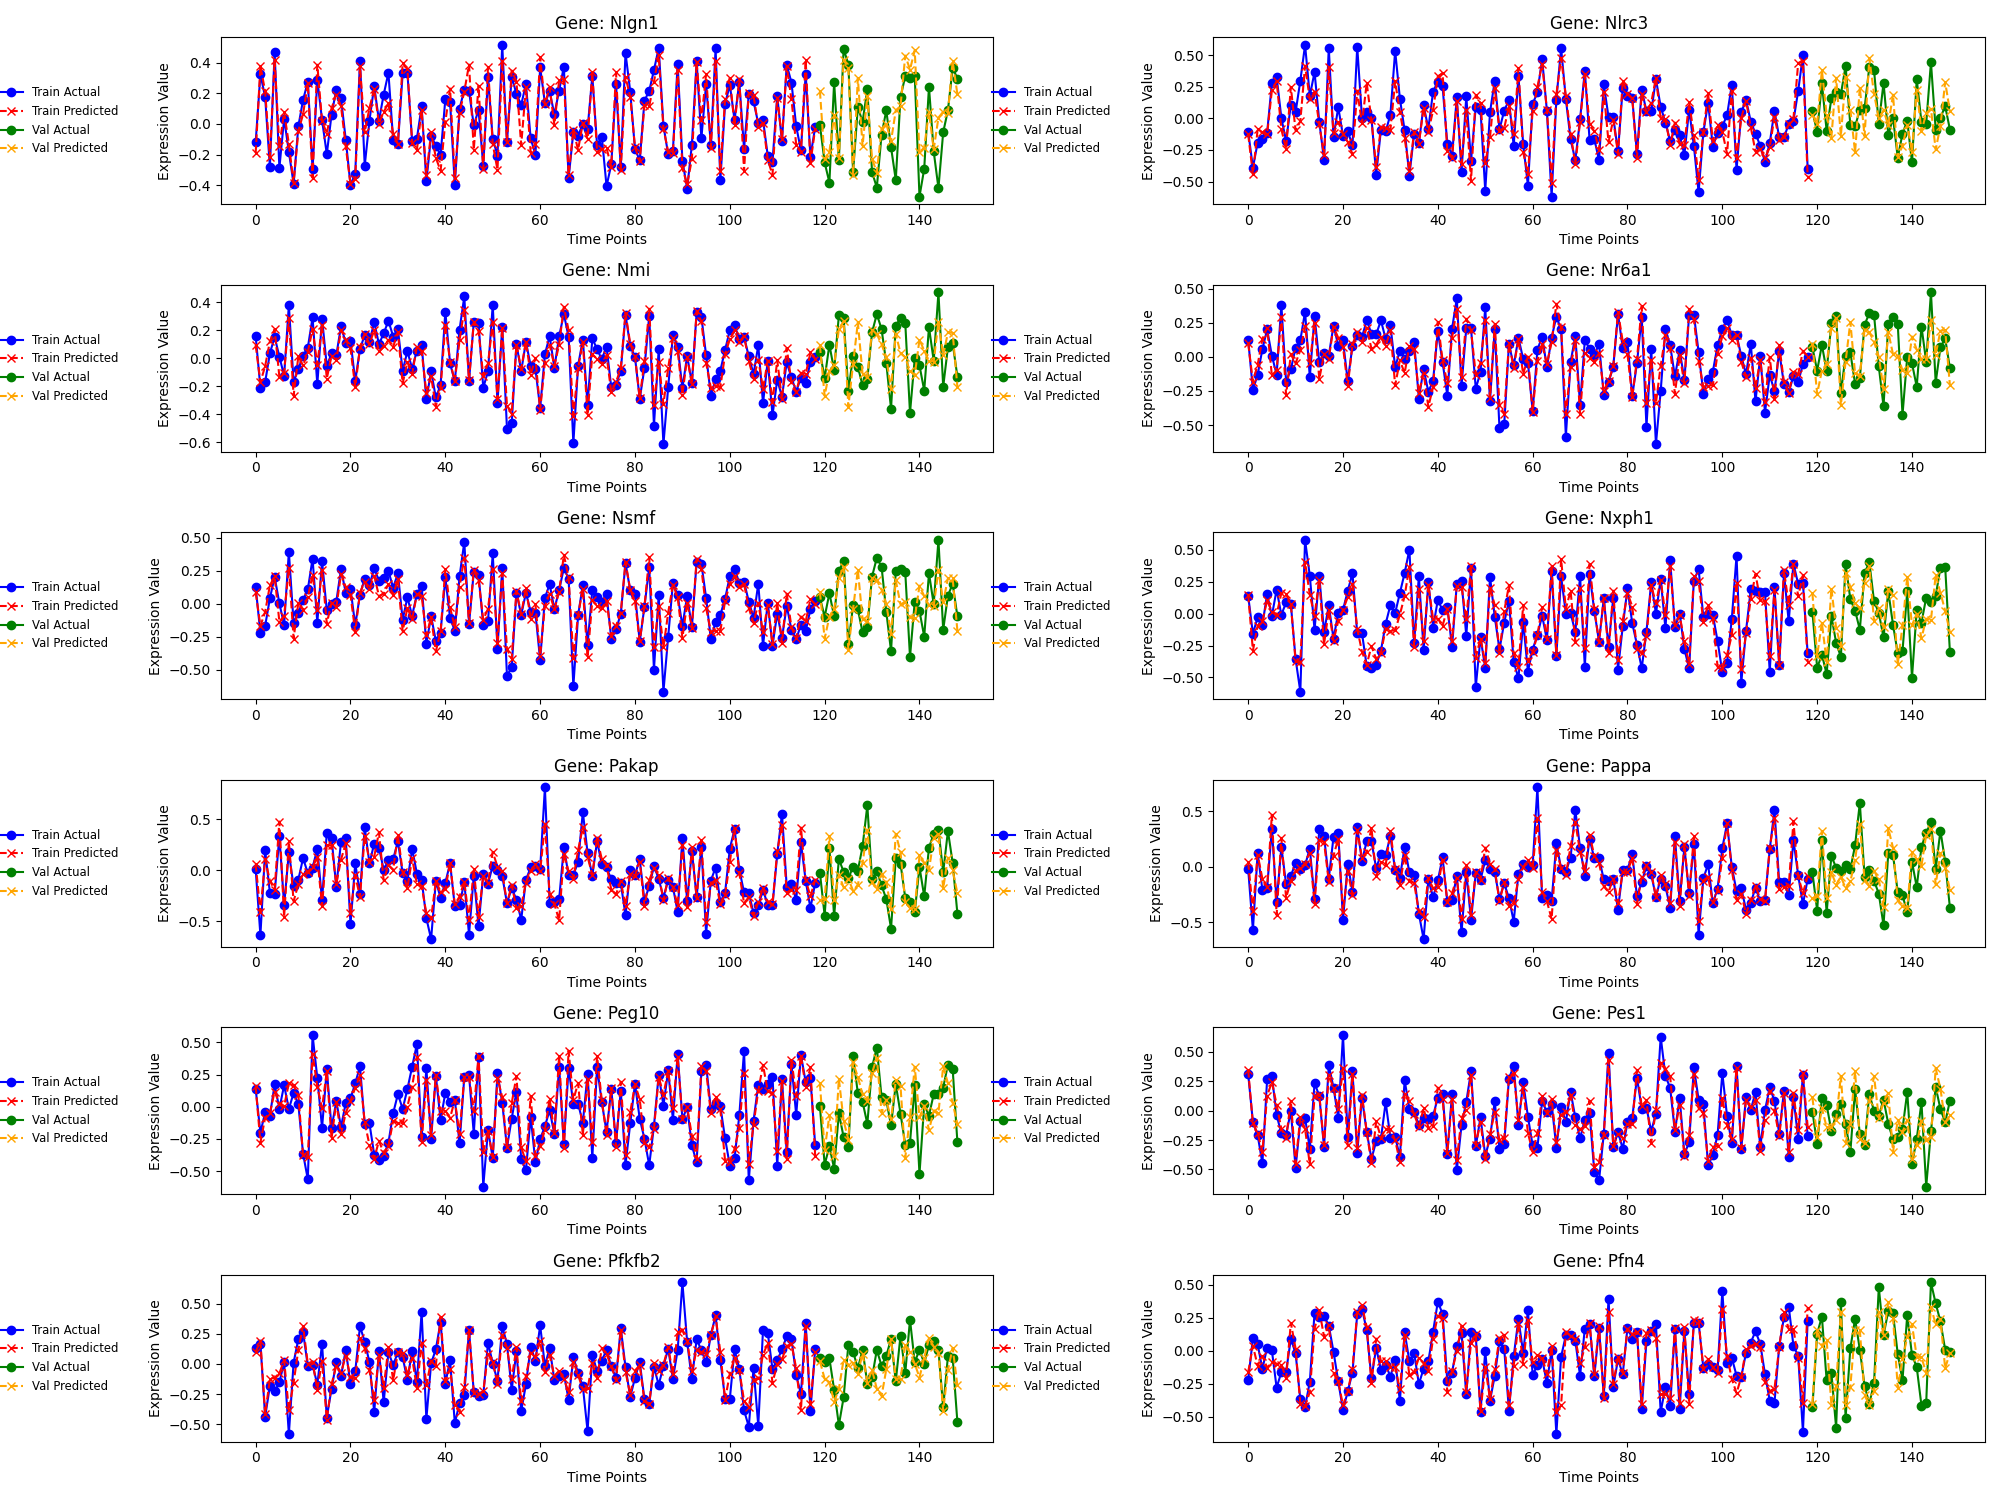 Gene: Nlgn1
Expression Value
0.4
0.2
0.0
−0.2
−0.4
0 20 40 60 80 100 120 140
Time Points
Train Actual
Train Predicted
Val Actual
Val Predicted
Gene: Nlrc3
Expression Value
0.50
0.25
0.00
−0.25
−0.50
0 20 40 60 80 100 120 140
Time Points
Train Actual
Train Predicted
Val Actual
Val Predicted
Gene: Nmi
Expression Value
0.4
0.2
0.0
−0.2
−0.4
−0.6
0 20 40 60 80 100 120 140
Time Points
Train Actual
Train Predicted
Val Actual
Val Predicted
Gene: Nr6a1
Expression Value
0.50
0.25
0.00
−0.25
−0.50
0 20 40 60 80 100 120 140
Time Points
Train Actual
Train Predicted
Val Actual
Val Predicted
Gene: Nsmf
Expression Value
0.50
0.25
0.00
−0.25
−0.50
0 20 40 60 80 100 120 140
Time Points
Train Actual
Train Predicted
Val Actual
Val Predicted
Gene: Nxph1
Expression Value
0.50
0.25
0.00
−0.25
−0.50
0 20 40 60 80 100 120 140
Time Points
Train Actual
Train Predicted
Val Actual
Val Predicted
Gene: Pakap
Expression Value
0.5
0.0
−0.5
0 20 40 60 80 100 120 140
Time Points
Train Actual
Train Predicted
Val Actual
Val Predicted
Gene: Pappa
Expression Value
0.5
0.0
−0.5
0 20 40 60 80 100 120 140
Time Points
Train Actual
Train Predicted
Val Actual
Val Predicted
Gene: Peg10
Expression Value
0.50
0.25
0.00
−0.25
−0.50
0 20 40 60 80 100 120 140
Time Points
Train Actual
Train Predicted
Val Actual
Val Predicted
Gene: Pes1
Expression Value
0.50
0.25
0.00
−0.25
−0.50
0 20 40 60 80 100 120 140
Time Points
Train Actual
Train Predicted
Val Actual
Val Predicted
Gene: Pfkfb2
Expression Value
0.50
0.25
0.00
−0.25
−0.50
0 20 40 60 80 100 120 140
Time Points
Train Actual
Train Predicted
Val Actual
Val Predicted
Gene: Pfn4
Expression Value
0.50
0.25
0.00
−0.25
−0.50
0 20 40 60 80 100 120 140
Time Points
Train Actual
Train Predicted
Val Actual
Val Predicted